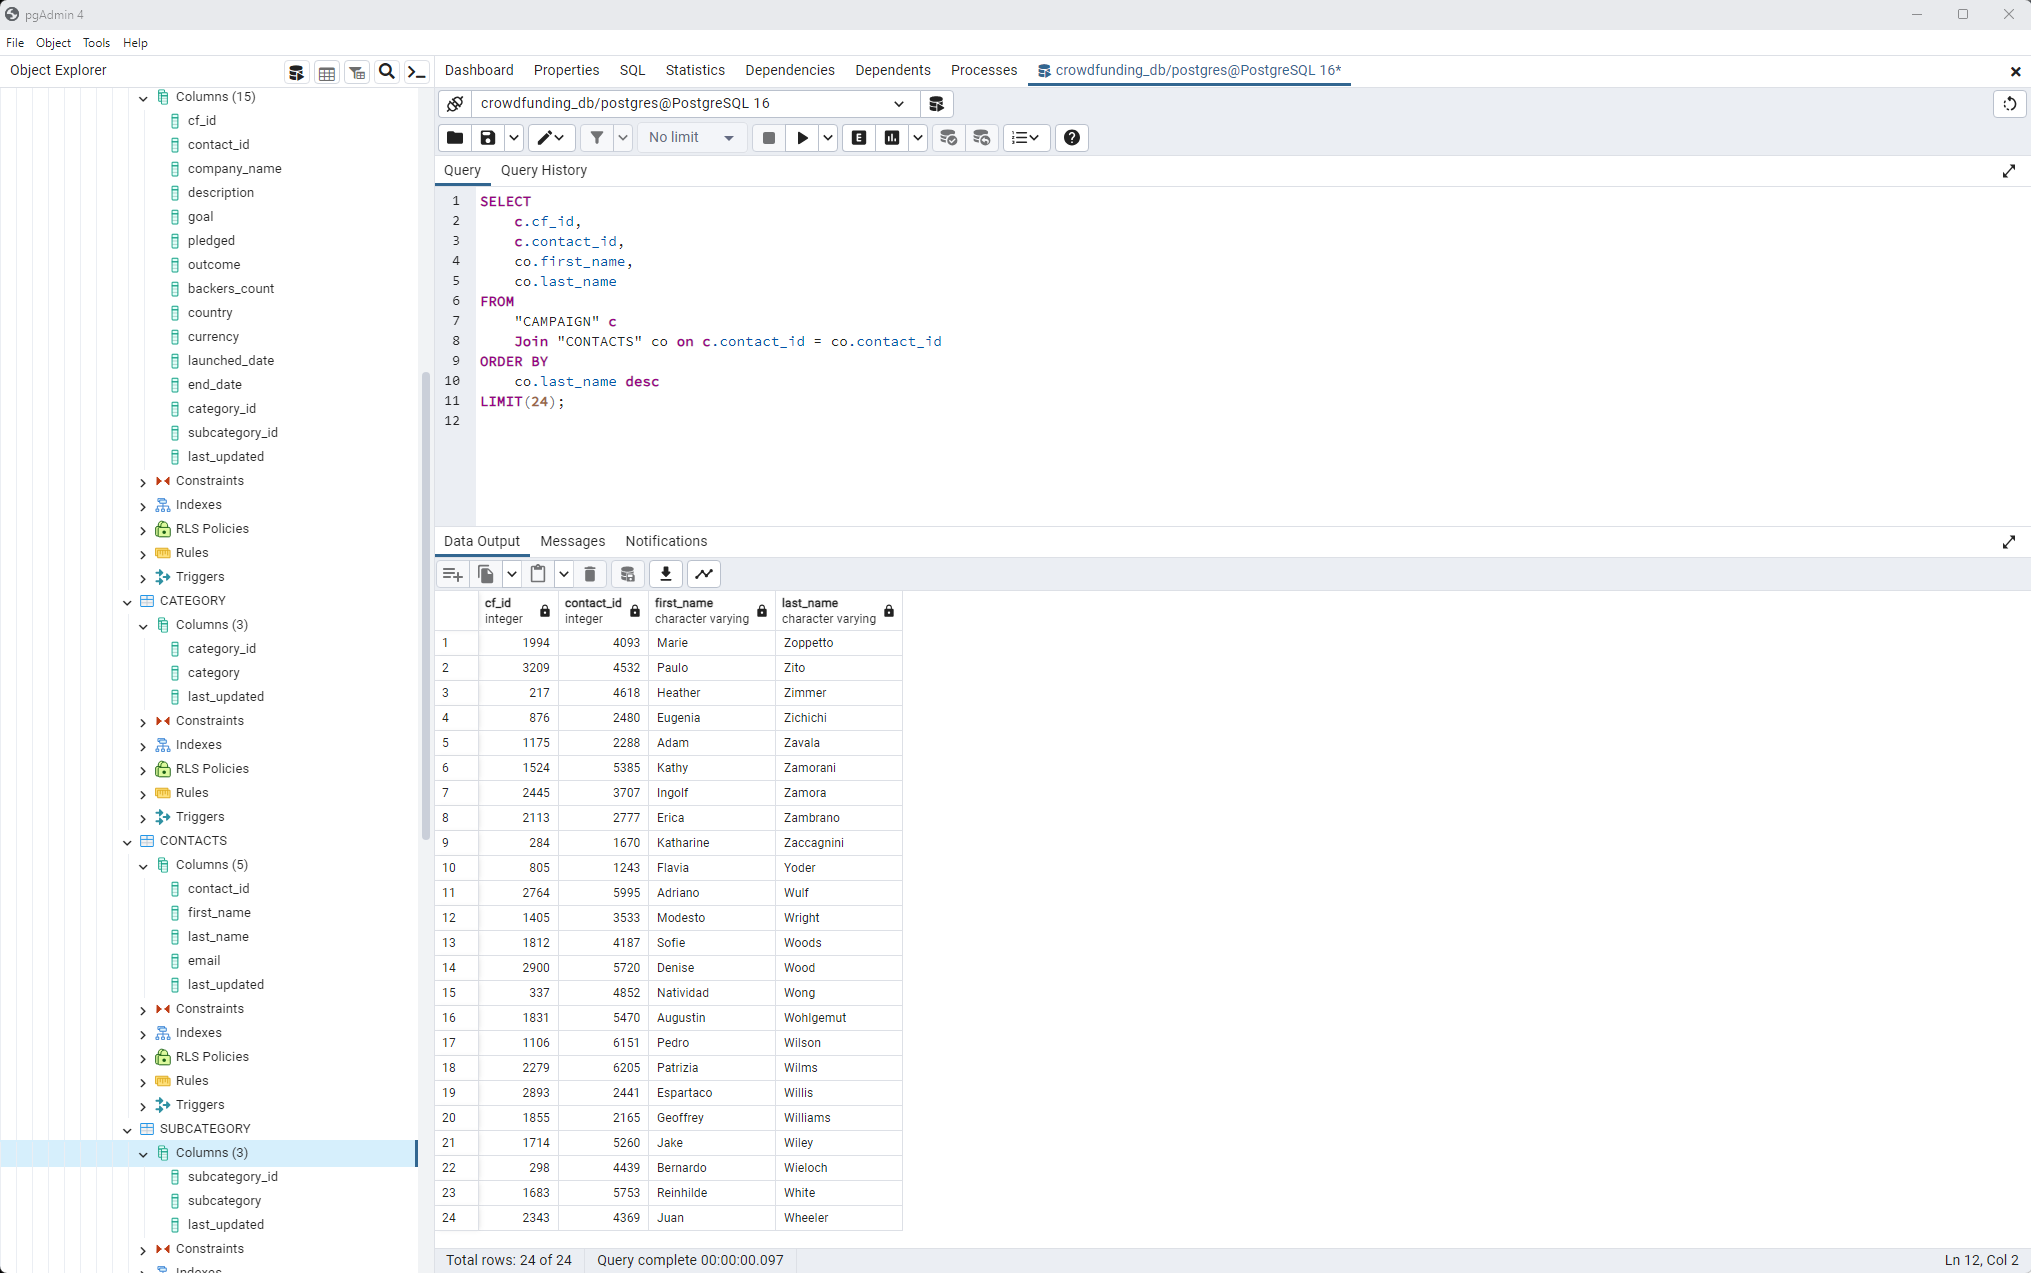 pgAdmin 4
File Object Tools Help
Object Explorer
Dashboard Properties SQL Statistics Dependencies Dependents Processes crowdfunding_db/postgres@PostgreSQL 16*
Columns (15)
cf_id
contact_id
company_name
description
goal
pledged
outcome
backers_count
country
currency
launched_date
end_date
category_id
subcategory_id
last_updated
Constraints
Indexes
RLS Policies
Rules
Triggers
CATEGORY
Columns (3)
category_id
category
last_updated
Constraints
Indexes
RLS Policies
Rules
Triggers
CONTACTS
Columns (5)
contact_id
first_name
last_name
email
last_updated
Constraints
Indexes
RLS Policies
Rules
Triggers
SUBCATEGORY
Columns (3)
subcategory_id
subcategory
last_updated
Constraints
Indexes
crowdfunding_db/postgres@PostgreSQL 16
No limit E
Query Query History
1 SELECT
2 c.cf_id,
3 c.contact_id,
4 co.first_name,
5 co.last_name
6 FROM
7 "CAMPAIGN" c
8 Join "CONTACTS" co on c.contact_id = co.contact_id
9 ORDER BY
10 co.last_name desc
11 LIMIT(24);
12
Data Output Messages Notifications
cf_id contact_id first_name last_name
integer integer character varying character varying
1 1994 4093 Marie Zoppetto
2 3209 4532 Paulo Zito
3 217 4618 Heather Zimmer
4 876 2480 Eugenia Zichichi
5 1175 2288 Adam Zavala
6 1524 5385 Kathy Zamorani
7 2445 3707 Ingolf Zamora
8 2113 2777 Erica Zambrano
9 284 1670 Katharine Zaccagnini
10 805 1243 Flavia Yoder
11 2764 5995 Adriano Wulf
12 1405 3533 Modesto Wright
13 1812 4187 Sofie Woods
14 2900 5720 Denise Wood
15 337 4852 Natividad Wong
16 1831 5470 Augustin Wohlgemut
17 1106 6151 Pedro Wilson
18 2279 6205 Patrizia Wilms
19 2893 2441 Espartaco Willis
20 1855 2165 Geoffrey Williams
21 1714 5260 Jake Wiley
22 298 4439 Bernardo Wieloch
23 1683 5753 Reinhilde White
24 2343 4369 Juan Wheeler
Total rows: 24 of 24 Query complete 00:00:00.097 Ln 12, Col 2